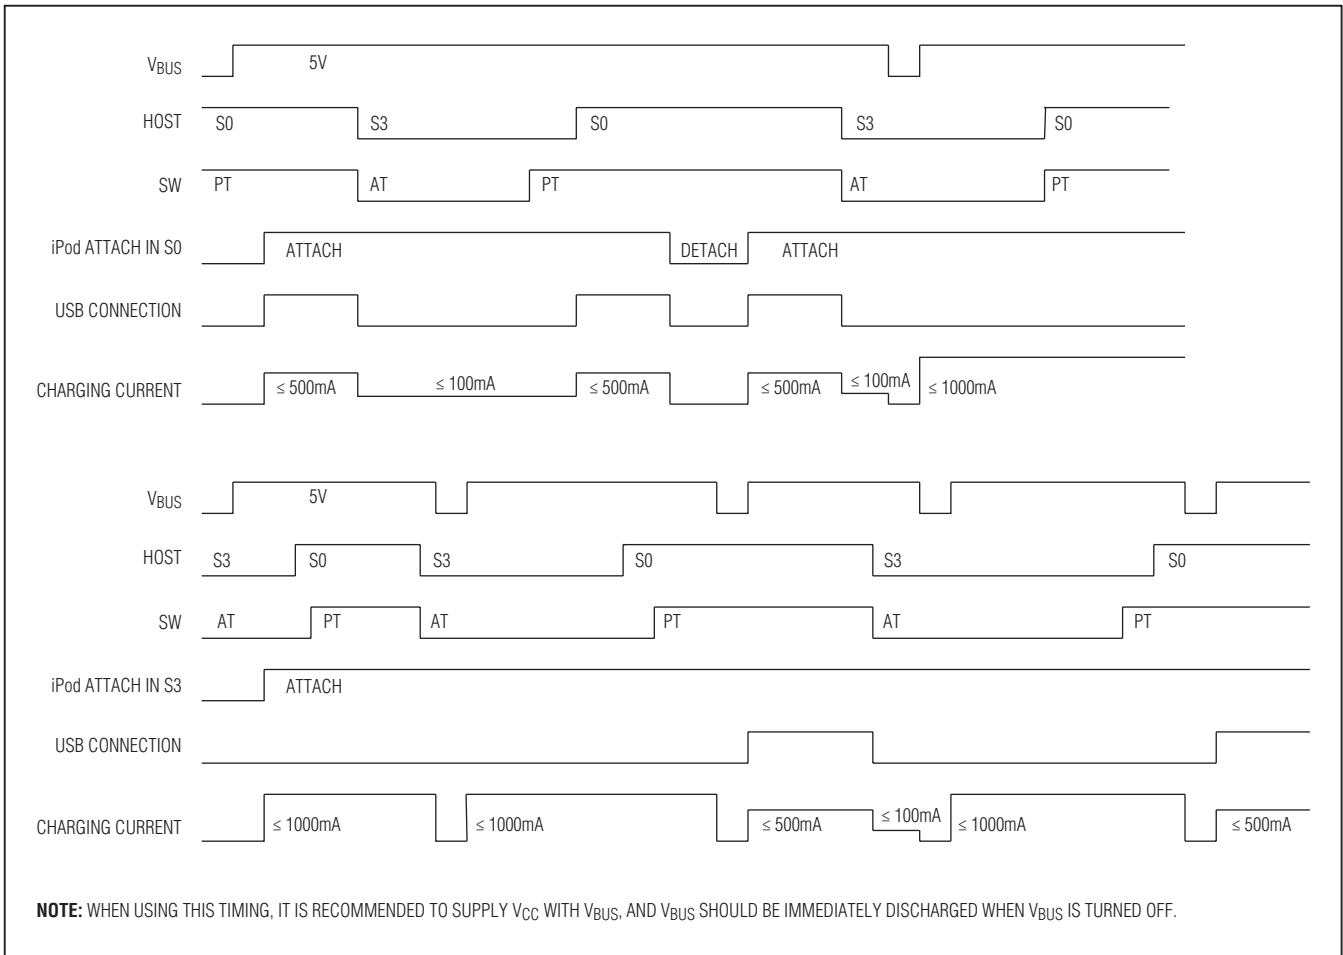 VBUS 5V
HOST S0 S3 S0 S3 S0
SW PT AT PT AT PT
iPod ATTACH IN S0 ATTACH DETACH ATTACH
USB CONNECTION
CHARGING CURRENT ≤ 500mA ≤ 100mA ≤ 500mA ≤ 500mA ≤ 100mA ≤ 1000mA
VBUS 5V
HOST S3 S0 S3 S0 S3 S0
SW AT PT AT PT AT PT
iPod ATTACH IN S3 ATTACH
USB CONNECTION
CHARGING CURRENT ≤ 1000mA ≤ 1000mA ≤ 500mA ≤ 100mA ≤ 1000mA ≤ 500mA
NOTE: WHEN USING THIS TIMING, IT IS RECOMMENDED TO SUPPLY VCC WITH VBUS, AND VBUS SHOULD BE IMMEDIATELY DISCHARGED WHEN VBUS IS TURNED OFF.